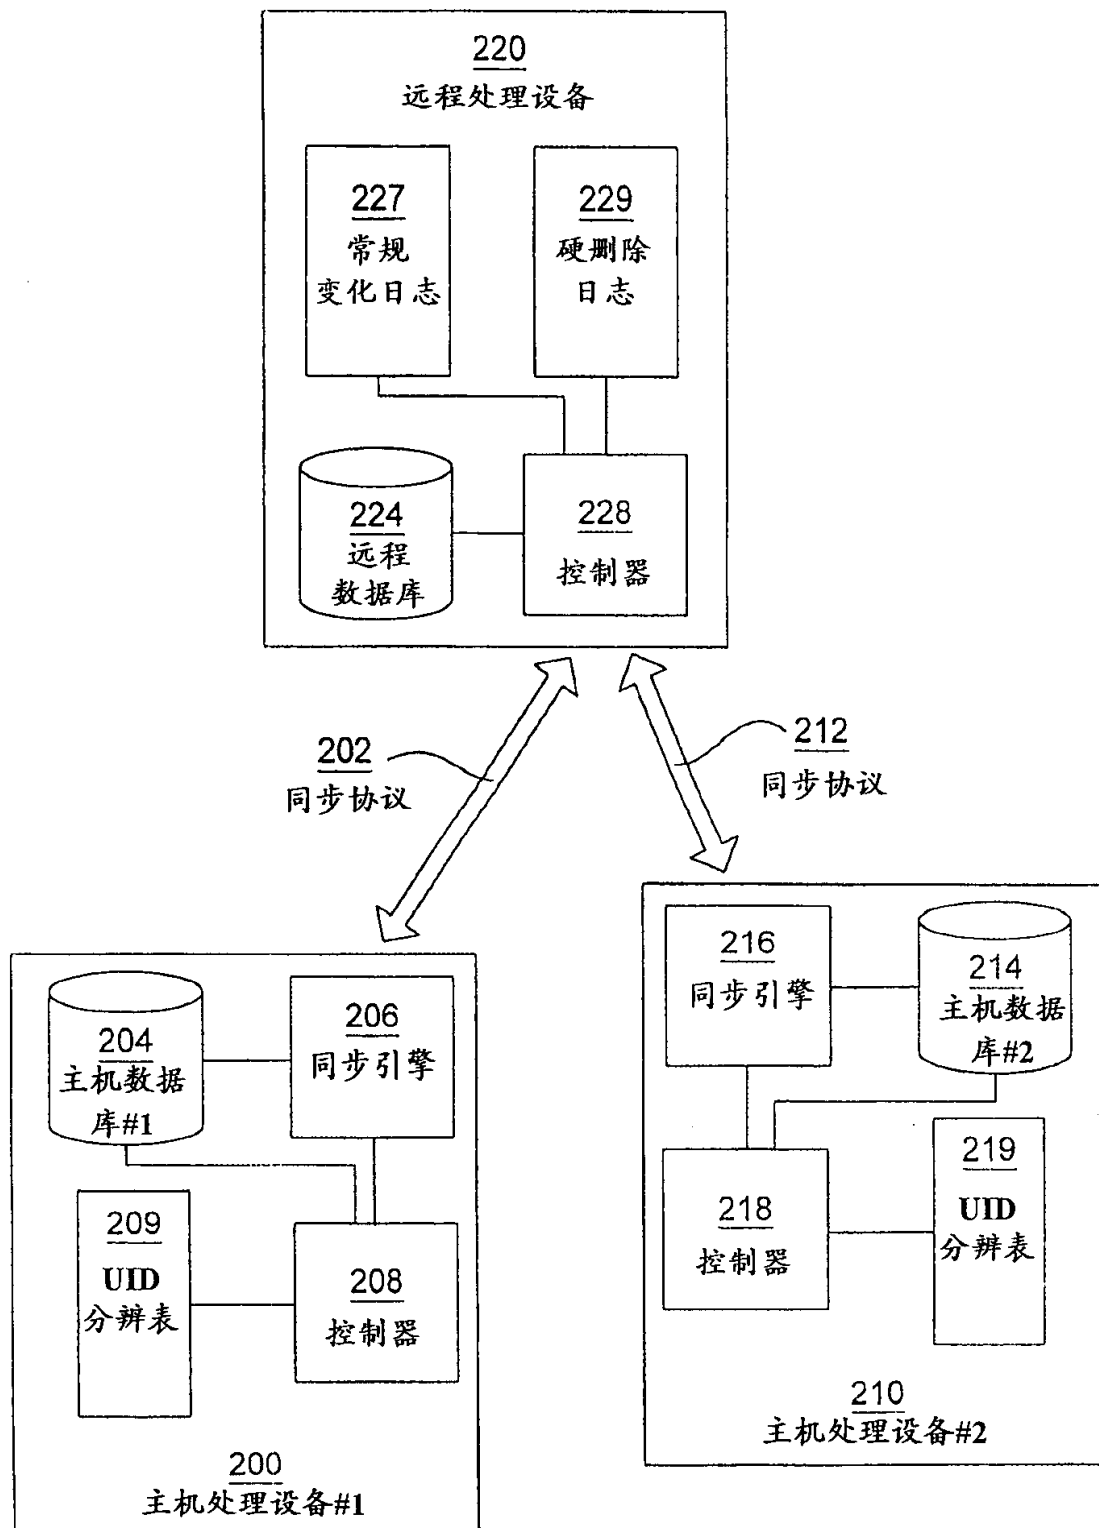 220
远程处理设备
227
常规
变化日志
229
硬删除
日志
224
远程
数据库
228
控制器
202
同步协议
212
同步协议
204
主机数据
库#1
206
同步引擎
209
UID
分辨表
208
控制器
200
主机处理设备#1
216
同步引擎
214
主机数据
库#2
218
控制器
219
UID
分辨表
210
主机处理设备#2